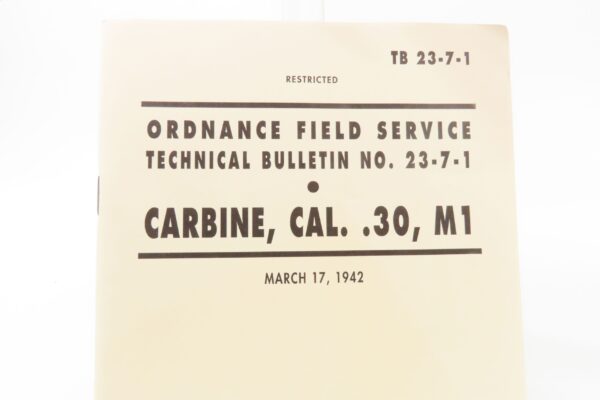 TB 23-7-1
RESTRICTED
ORDNANCE FIELD SERVICE
TECHNICAL BULLETIN NO. 23-7-1
•
CARBINE, CAL. .30, M1
MARCH 17, 1942